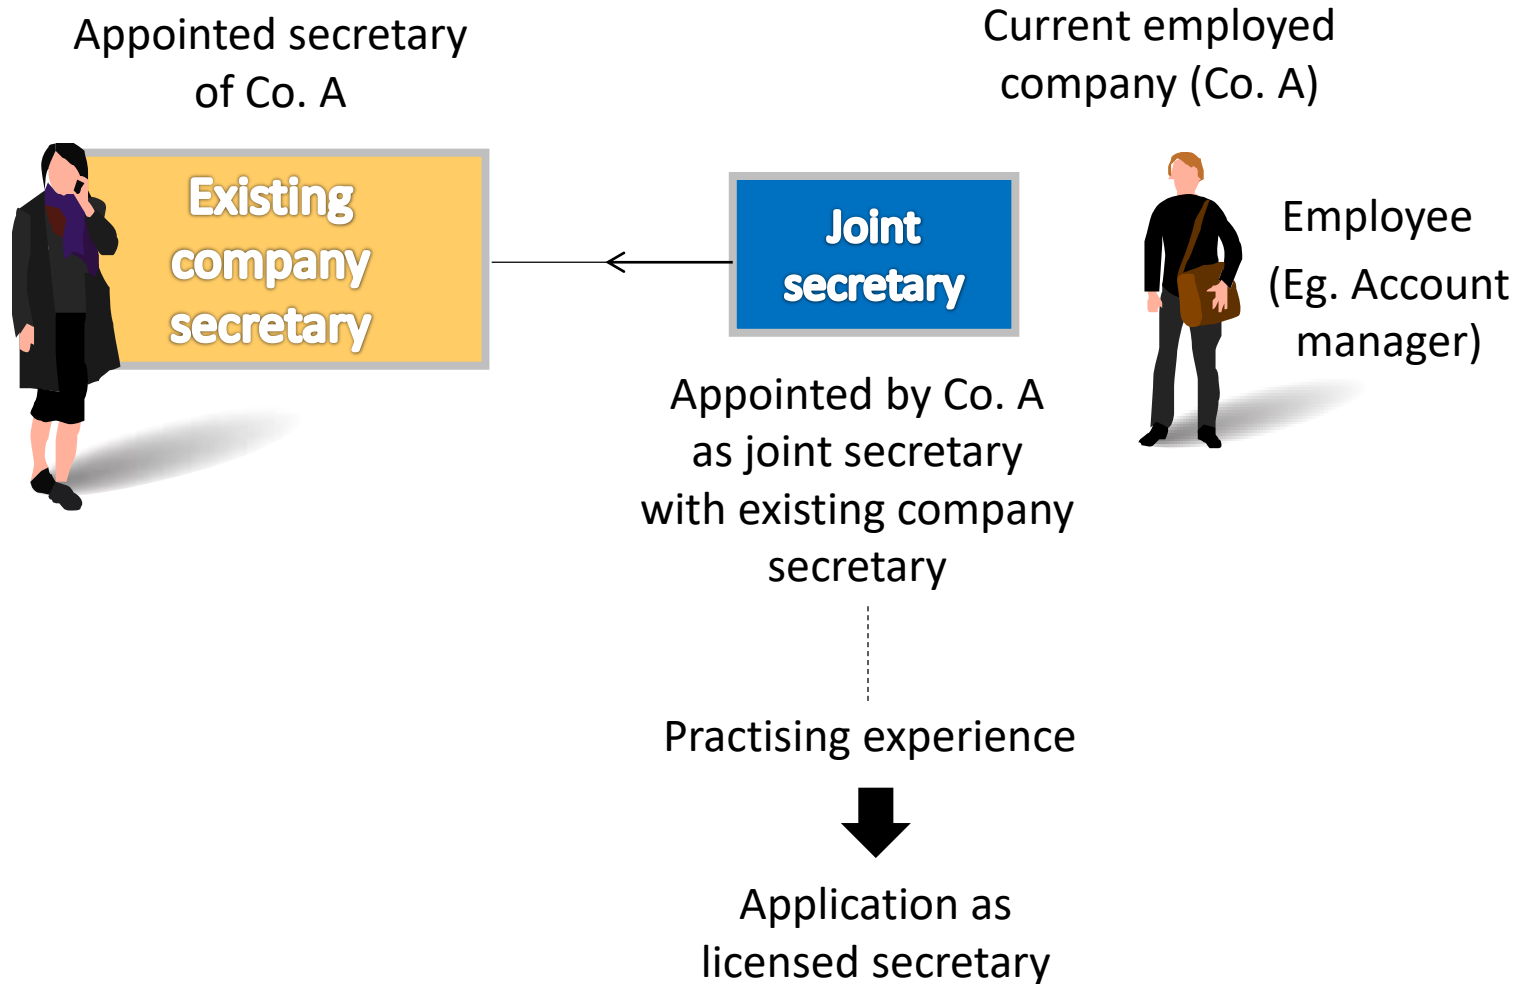 Appointed secretary
of Co. A
Existing
company
secretary
Joint
secretary
Current employed
company (Co. A)
Employee
(Eg. Account
manager)
Appointed by Co. A
as joint secretary
with existing company
secretary
Practising experience
Application as
licensed secretary